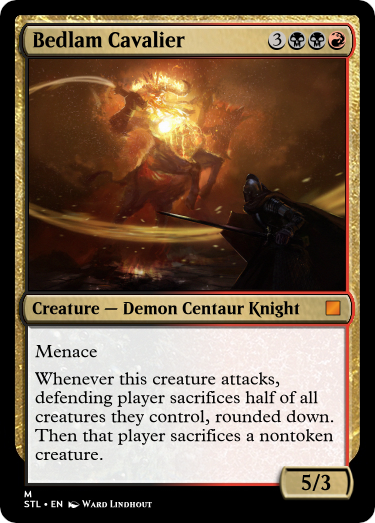 Bedlam Cavalier 3
Creature — Demon Centaur Knight
Menace
Whenever this creature attacks,
defending player sacrifices half of all
creatures they control, rounded down.
Then that player sacrifices a nontoken
creature.
5/3
M
STL • EN Ward Lindhout